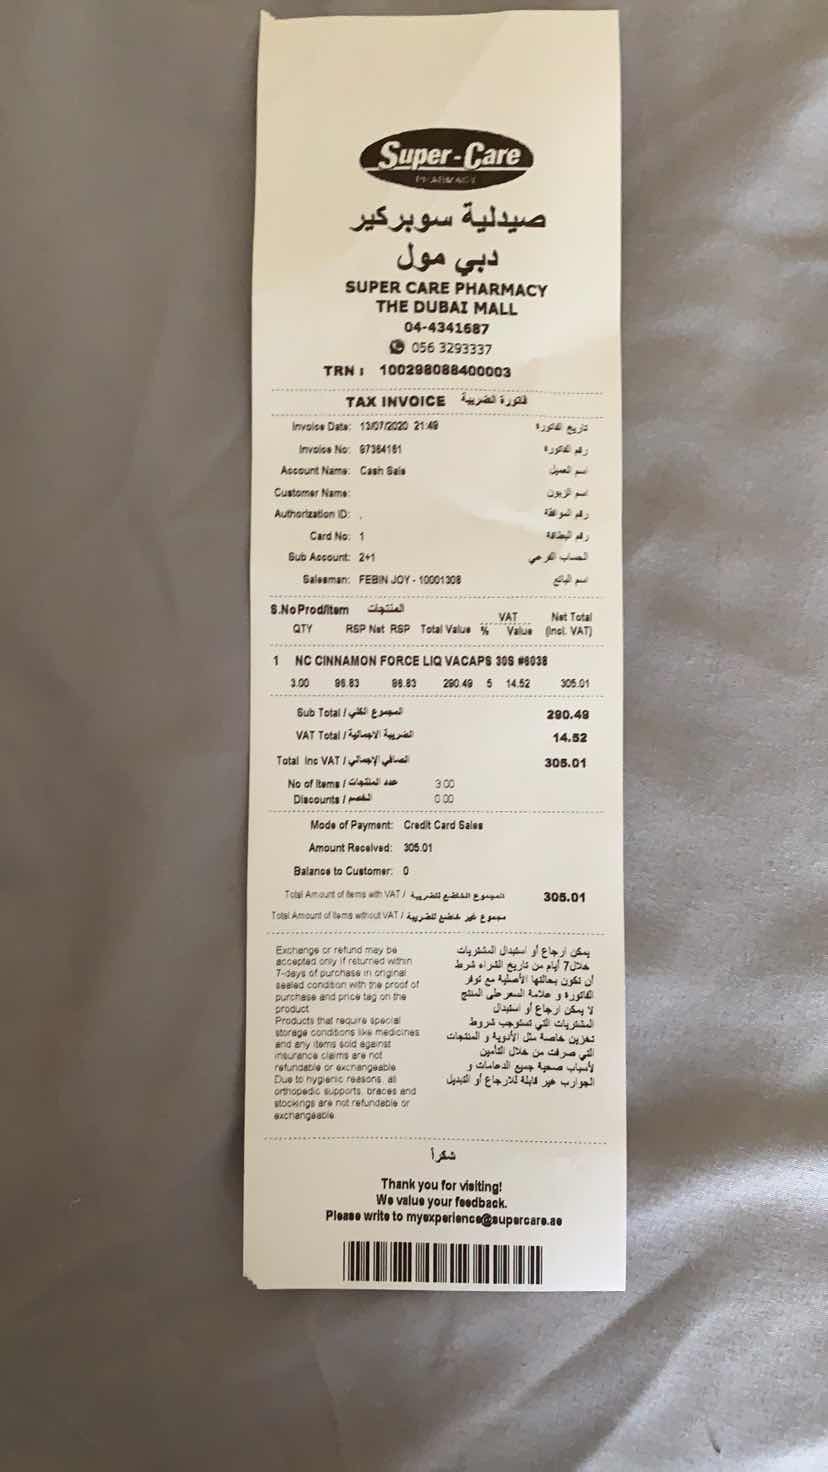 Super-Care
PHARMACY
صيدلية سوبركير
دبي مول
SUPER CARE PHARMACY
THE DUBAI MALL
04-4341687
056 3293337
TRN : 100298088400003
TAX INVOICE فاتورة الضريبة
Invoice Date: 13/07/2020 21:49 تاريخ الفاتورة
Invoice No: 97364161 رقم الفاتورة
Account Name: Cash Sale اسم العميل
Customer Name: اسم الزبون
Authorization ID: . رقم الموافقة
Card No: 1 رقم البطاقة
Sub Account: 2+1 الحساب الفرعي
Salesman: FEBIN JOY - 10001308 اسم البائع
S.No Prod/Item المنتجات
VAT Net Total
QTY RSP Net RSP Total Value % Value (Incl. VAT)
1 NC CINNAMON FORCE LIQ VACAPS 30S #6038
3.00 96.83 96.83 290.49 5 14.52 305.01
Sub Total / المجموع الكلي 290.49
VAT Total / الضريبة الاجمالية 14.52
Total Inc VAT / الصافي الإجمالي 305.01
No of Items / عدد المنتجات 3.00
Discounts / الخصم 0.00
Mode of Payment: Credit Card Sales
Amount Received: 305.01
Balance to Customer: 0
Total Amount of Items with VAT / المجموع الخاضع للضريبة 305.01
Total Amount of Items without VAT / مجموع غير خاضع للضريبة
Exchange or refund may be
accepted only if returned within
7-days of purchase in original
sealed condition with the proof of
purchase and price tag on the
product
Products that require special
storage conditions like medicines
and any items sold against
insurance claims are not
refundable or exchangeable
Due to hygienic reasons, all
orthopedic supports, braces and
stockings are not refundable or
exchangeable
يمكن ارجاع أو استبدال المشتريات
خلال 7 أيام من تاريخ الشراء شرط
أن تكون بحالتها الأصلية مع توفر
الفاتورة و علامة السعر على المنتج
لا يمكن ارجاع أو استبدال
المشتريات التي تستوجب شروط
تخزين خاصة مثل الأدوية و المنتجات
التي صرفت من خلال التأمين
لأسباب صحية جميع الدعامات و
الجوارب غير قابلة للارجاع أو التبديل
شكراً
Thank you for visiting!
We value your feedback.
Please write to myexperience@supercare.ae